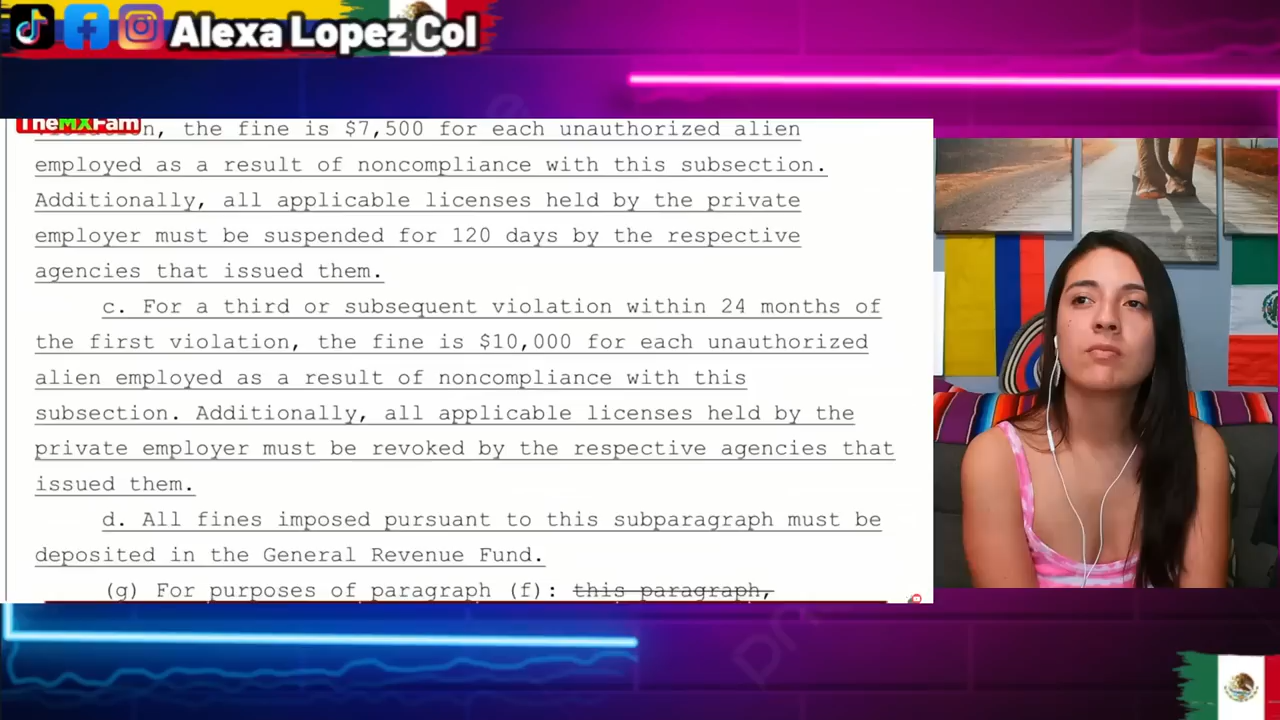 Alexa Lopez Col
TheMXFam
violation, the fine is $7,500 for each unauthorized alien
employed as a result of noncompliance with this subsection.
Additionally, all applicable licenses held by the private
employer must be suspended for 120 days by the respective
agencies that issued them.
c. For a third or subsequent violation within 24 months of
the first violation, the fine is $10,000 for each unauthorized
alien employed as a result of noncompliance with this
subsection. Additionally, all applicable licenses held by the
private employer must be revoked by the respective agencies that
issued them.
d. All fines imposed pursuant to this subparagraph must be
deposited in the General Revenue Fund.
(g) For purposes of paragraph (f): this paragraph,